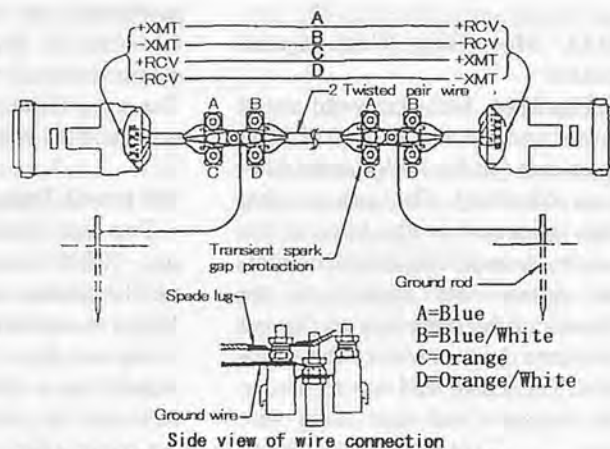 A
+XMT +RCV
B
-XMT -RCV
C
+RCV +XMT
D
-RCV -XMT
2 Twisted pair wire
A B A B
C D C D
Transient spark
gap protection
Ground rod
Spade lug
A=Blue
B=Blue/White
C=Orange
D=Orange/White
Ground wire
Side view of wire connection